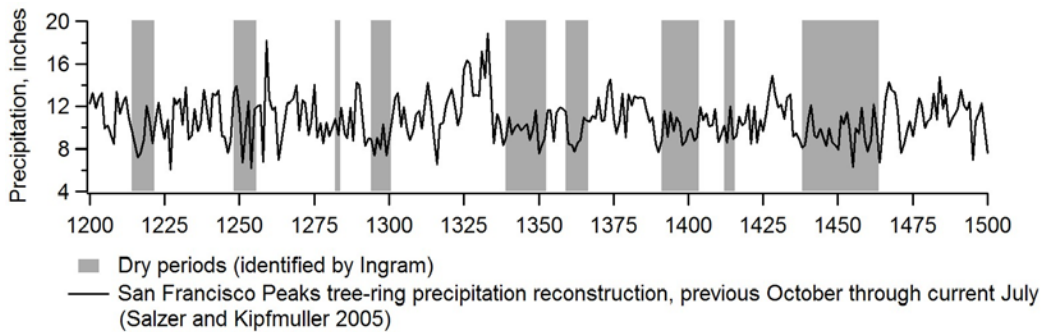 Precipitation, inches
20
16
12
8
4
1200 1225 1250 1275 1300 1325 1350 1375 1400 1425 1450 1475 1500
Dry periods (identified by Ingram)
San Francisco Peaks tree-ring precipitation reconstruction, previous October through current July
(Salzer and Kipfmuller 2005)